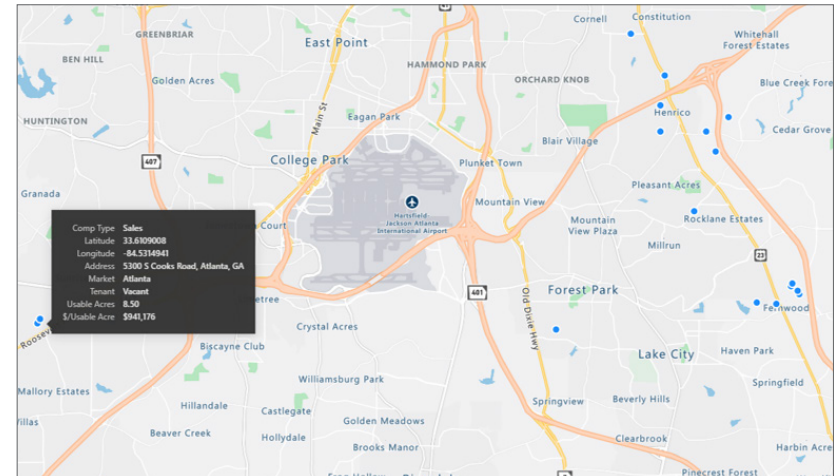 Cornell
Constitution
GREENBRIAR
East Point
Whitehall
Forest Estates
BEN HILL
HAMMOND PARK
Golden Acres
ORCHARD KNOB
Blue Creek Fore
Main St
Eagan Park
Henrico
HUNTINGTON
Blair Village
Cedar Grove
407
College Park
Plunket Town
Granada
Pleasant Acres
Mountain View
Hartsfield-
Jackson Atlanta
International Airport
Rocklane Estates
Court
Mountain
View Plaza
Millrun
Comp Type Sales
Latitude 33.6109008
Longitude -84.5314941
Address 5300 S Cooks Road, Atlanta, GA
Market Atlanta
Tenant Vacant
Usable Acres 8.50
$/Usable Acre $941,176
23
401
Forest Park
etree
Old Dixie Hwy
Fernwood
Crystal Acres
Roosev
Biscayne Club
Lake City
Haven Park
Williamsburg Park
Springfield
Mallory Estates
Hillandale
Castlegate
Springview
Beverly Hills
illas
Golden Meadows
Beaver Creek
Hollydale
Clearbrook
Brooks Manor
Harbin Acre
Pinecrest Forest